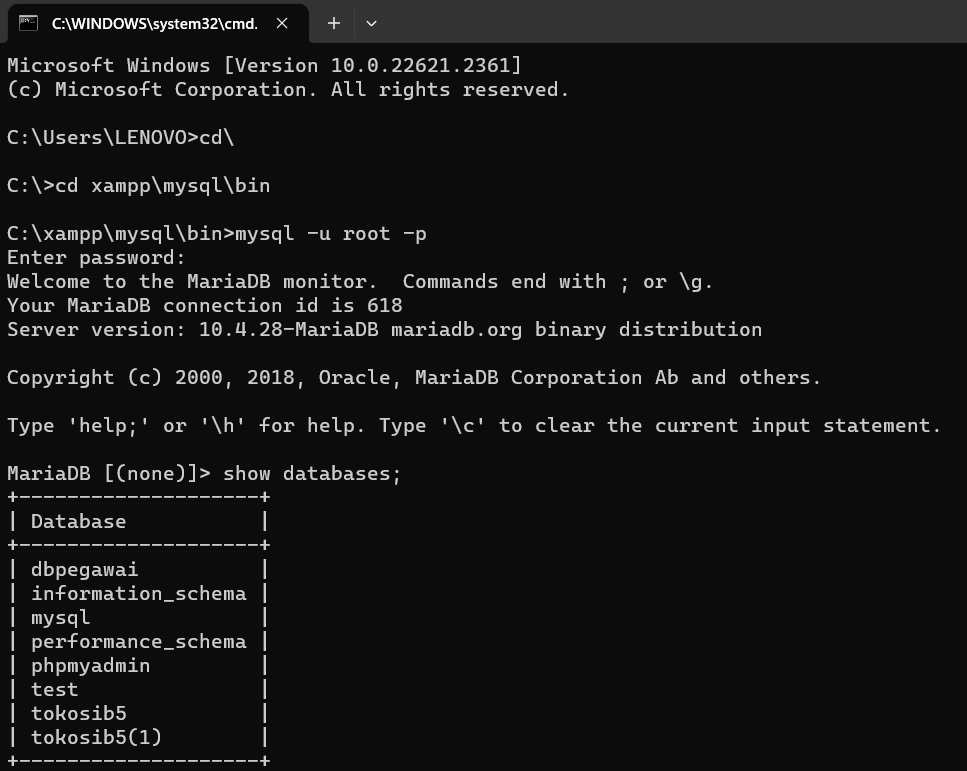 C:\WINDOWS\system32\cmd.
Microsoft Windows [Version 10.0.22621.2361]
(c) Microsoft Corporation. All rights reserved.
C:\Users\LENOVO>cd\
C:\>cd xampp\mysql\bin
C:\xampp\mysql\bin>mysql -u root -p
Enter password:
Welcome to the MariaDB monitor.  Commands end with ; or \g.
Your MariaDB connection id is 618
Server version: 10.4.28-MariaDB mariadb.org binary distribution
Copyright (c) 2000, 2018, Oracle, MariaDB Corporation Ab and others.
Type 'help;' or '\h' for help. Type '\c' to clear the current input statement.
MariaDB [(none)]> show databases;
+--------------------+
| Database           |
+--------------------+
| dbpegawai          |
| information_schema |
| mysql              |
| performance_schema |
| phpmyadmin         |
| test               |
| tokosib5           |
| tokosib5(1)        |
+--------------------+